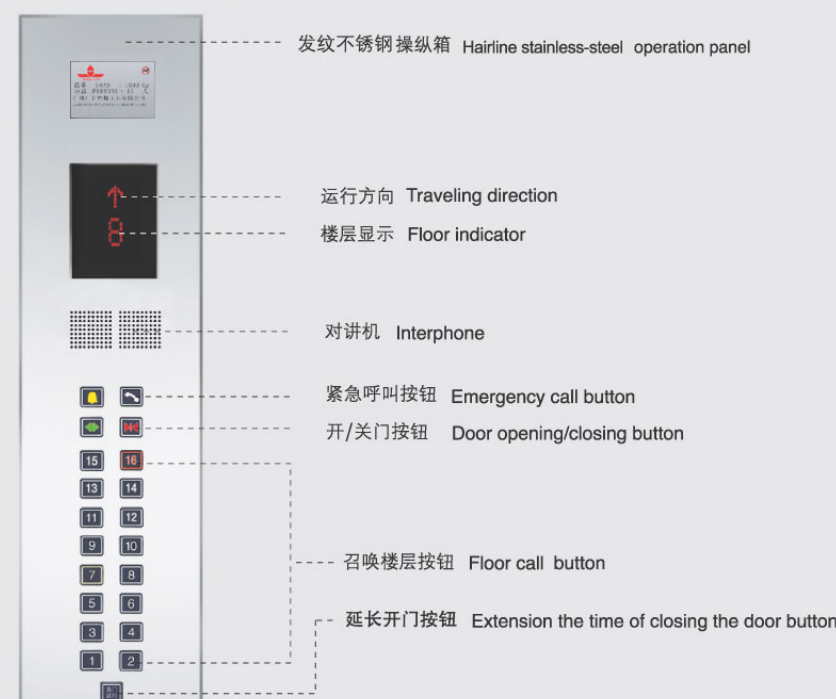 发纹不锈钢操纵箱 Hairline stainless-steel operation panel
运行方向 Traveling direction
8
楼层显示 Floor indicator
对讲机 Interphone
紧急呼叫按钮 Emergency call button
开/关门按钮 Door opening/closing button
15 16
13 14
11 12
9 10
召唤楼层按钮 Floor call button
7 8
5 6
延长开门按钮 Extension the time of closing the door button
3 4
1 2